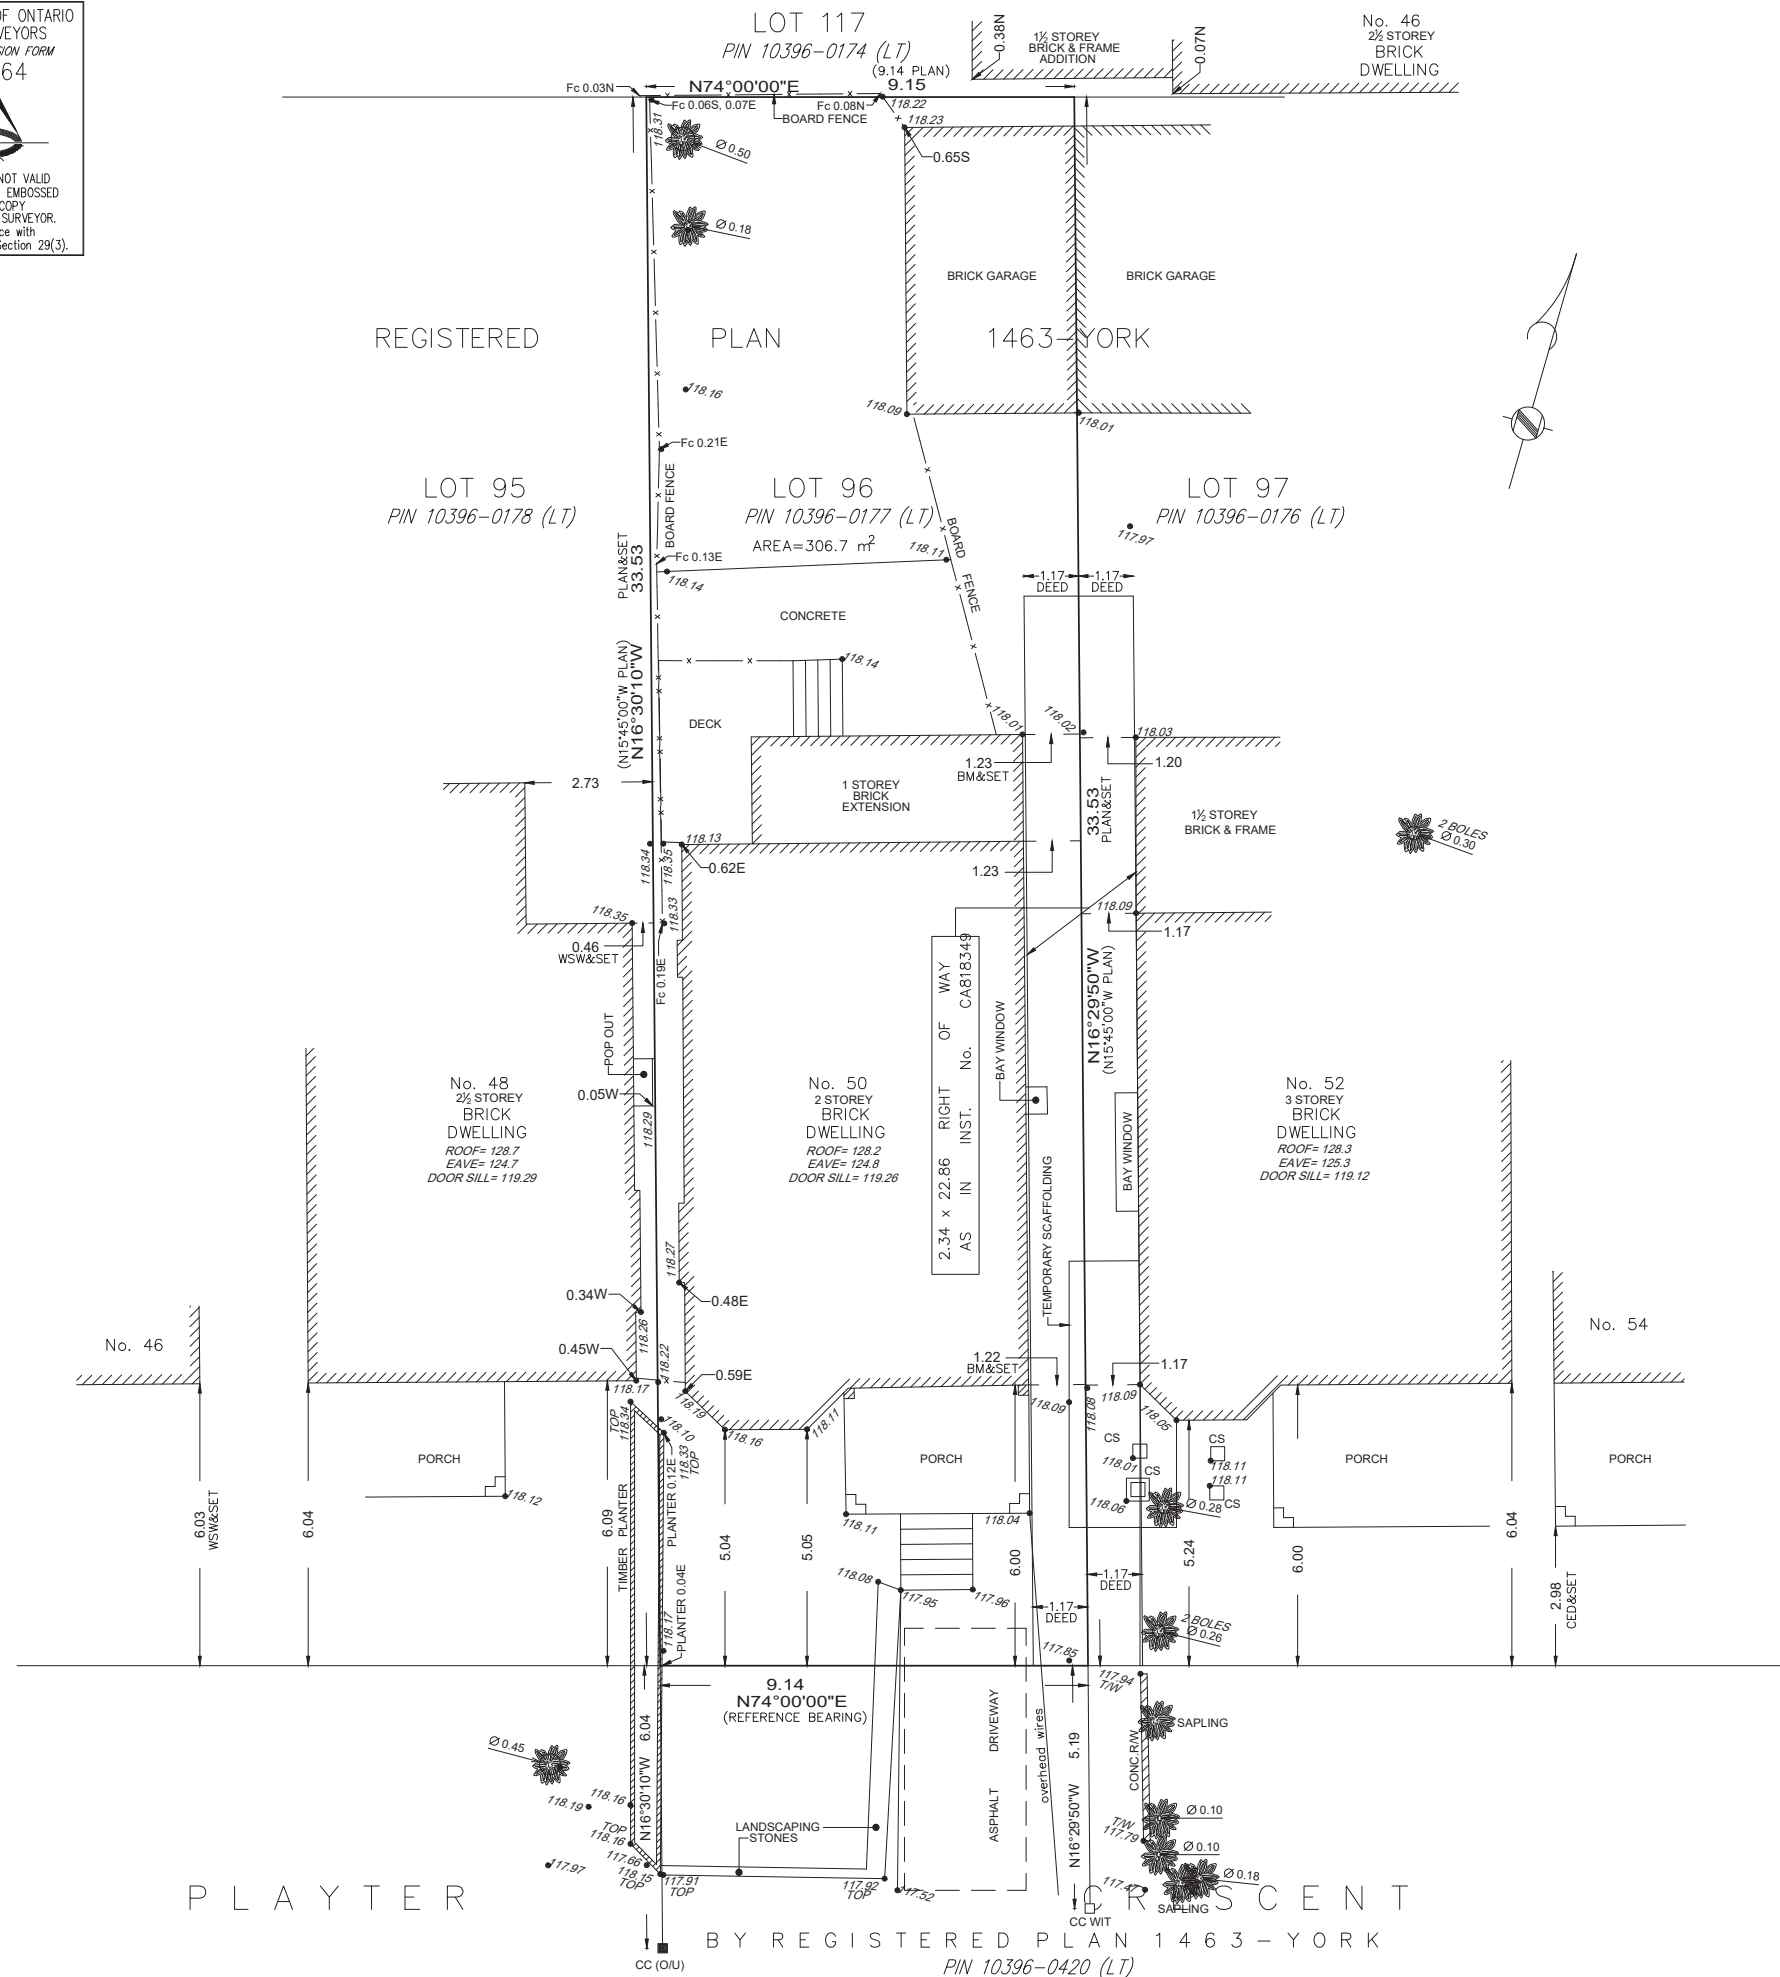 OF ONTARIO
VEYORS
SION FORM
64
NOT VALID
EMBOSSED
COPY
SURVEYOR.
ce with
Section 29(3).
LOT 117
PIN 10396-0174 (LT)
(9.14 PLAN)
N74°00'00"E 9.15
0.38N
1½ STOREY
BRICK & FRAME
ADDITION
0.07N
No. 46
2½ STOREY
BRICK
DWELLING
Fc 0.03N
Fc 0.06S, 0.07E
BOARD FENCE
Fc 0.08N
118.22
118.23
118.31
0.65S
Ø 0.50
Ø 0.18
BRICK GARAGE
BRICK GARAGE
REGISTERED PLAN 1463-YORK
118.16
118.09
118.01
Fc 0.21E
BOARD FENCE
LOT 95
PIN 10396-0178 (LT)
LOT 96
PIN 10396-0177 (LT)
AREA=306.7 m²
LOT 97
PIN 10396-0176 (LT)
117.97
PLAN&SET
33.53
Fc 0.13E
118.14
118.11
BOARD FENCE
1.17
DEED
1.17
DEED
CONCRETE
(N15°45'00"W PLAN)
N16°30'10"W
118.14
DECK
118.01
118.02
118.03
1.23
BM&SET
1.20
2.73
1 STOREY
BRICK
EXTENSION
33.53
PLAN&SET
1½ STOREY
BRICK & FRAME
2 BOLES
Ø 0.30
118.34
118.35
118.13
0.62E
1.23
118.35
118.33
118.09
1.17
0.46
WSW&SET
Fc 0.19E
2.34 x 22.86 RIGHT OF WAY
AS IN INST. No. CA818349
BAY WINDOW
N16°29'50"W
(N15°45'00"W PLAN)
POP OUT
0.05W
118.29
No. 48
2½ STOREY
BRICK
DWELLING
ROOF= 128.7
EAVE= 124.7
DOOR SILL= 119.29
No. 50
2 STOREY
BRICK
DWELLING
ROOF= 128.2
EAVE= 124.8
DOOR SILL= 119.26
No. 52
3 STOREY
BRICK
DWELLING
ROOF= 128.3
EAVE= 125.3
DOOR SILL= 119.12
BAY WINDOW
TEMPORARY SCAFFOLDING
118.27
0.34W
0.48E
118.26
No. 46
No. 54
0.45W
118.22
0.59E
1.22
BM&SET
1.17
118.17
118.19
118.09
118.08
118.09
118.05
TOP
118.34
118.10
118.16
118.11
118.33
TOP
PORCH
PORCH
PORCH
PORCH
CS
CS
CS
118.01
118.11
118.11
118.06
Ø 0.28
118.12
118.11
118.04
6.03
WSW&SET
6.04
6.09
TIMBER PLANTER
PLANTER 0.12E
5.04
5.05
6.00
5.24
6.00
6.04
2.98
CED&SET
118.08
117.95
117.96
1.17
DEED
1.17
DEED
PLANTER 0.04E
118.17
2 BOLES
Ø 0.26
117.85
117.94
T/W
9.14
N74°00'00"E
(REFERENCE BEARING)
N16°30'10"W 6.04
N16°29'50"W 5.19
ASPHALT DRIVEWAY
overhead wires
CONC.R/W
SAPLING
Ø 0.45
118.19
118.16
TOP
118.16
LANDSCAPING
STONES
Ø 0.10
T/W
117.79
Ø 0.10
Ø 0.18
117.97
117.66
118.15
TOP
117.91
TOP
117.92
TOP
117.52
117.47
SAPLING
PLAYTER CRESCENT
CC WIT
BY REGISTERED PLAN 1463-YORK
CC (O/U)
PIN 10396-0420 (LT)